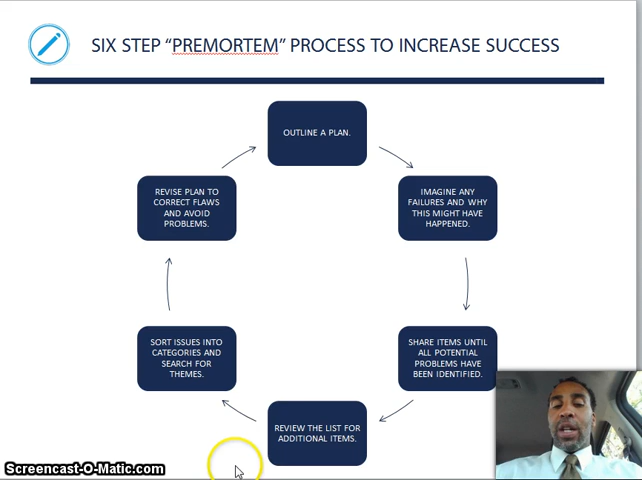 SIX STEP “PREMORTEM” PROCESS TO INCREASE SUCCESS
OUTLINE A PLAN.
IMAGINE ANY
FAILURES AND WHY
THIS MIGHT HAVE
HAPPENED.
SHARE ITEMS UNTIL
ALL POTENTIAL
PROBLEMS HAVE
BEEN IDENTIFIED.
REVIEW THE LIST FOR
ADDITIONAL ITEMS.
SORT ISSUES INTO
CATEGORIES AND
SEARCH FOR
THEMES.
REVISE PLAN TO
CORRECT FLAWS
AND AVOID
PROBLEMS.
Screencast-O-Matic.com